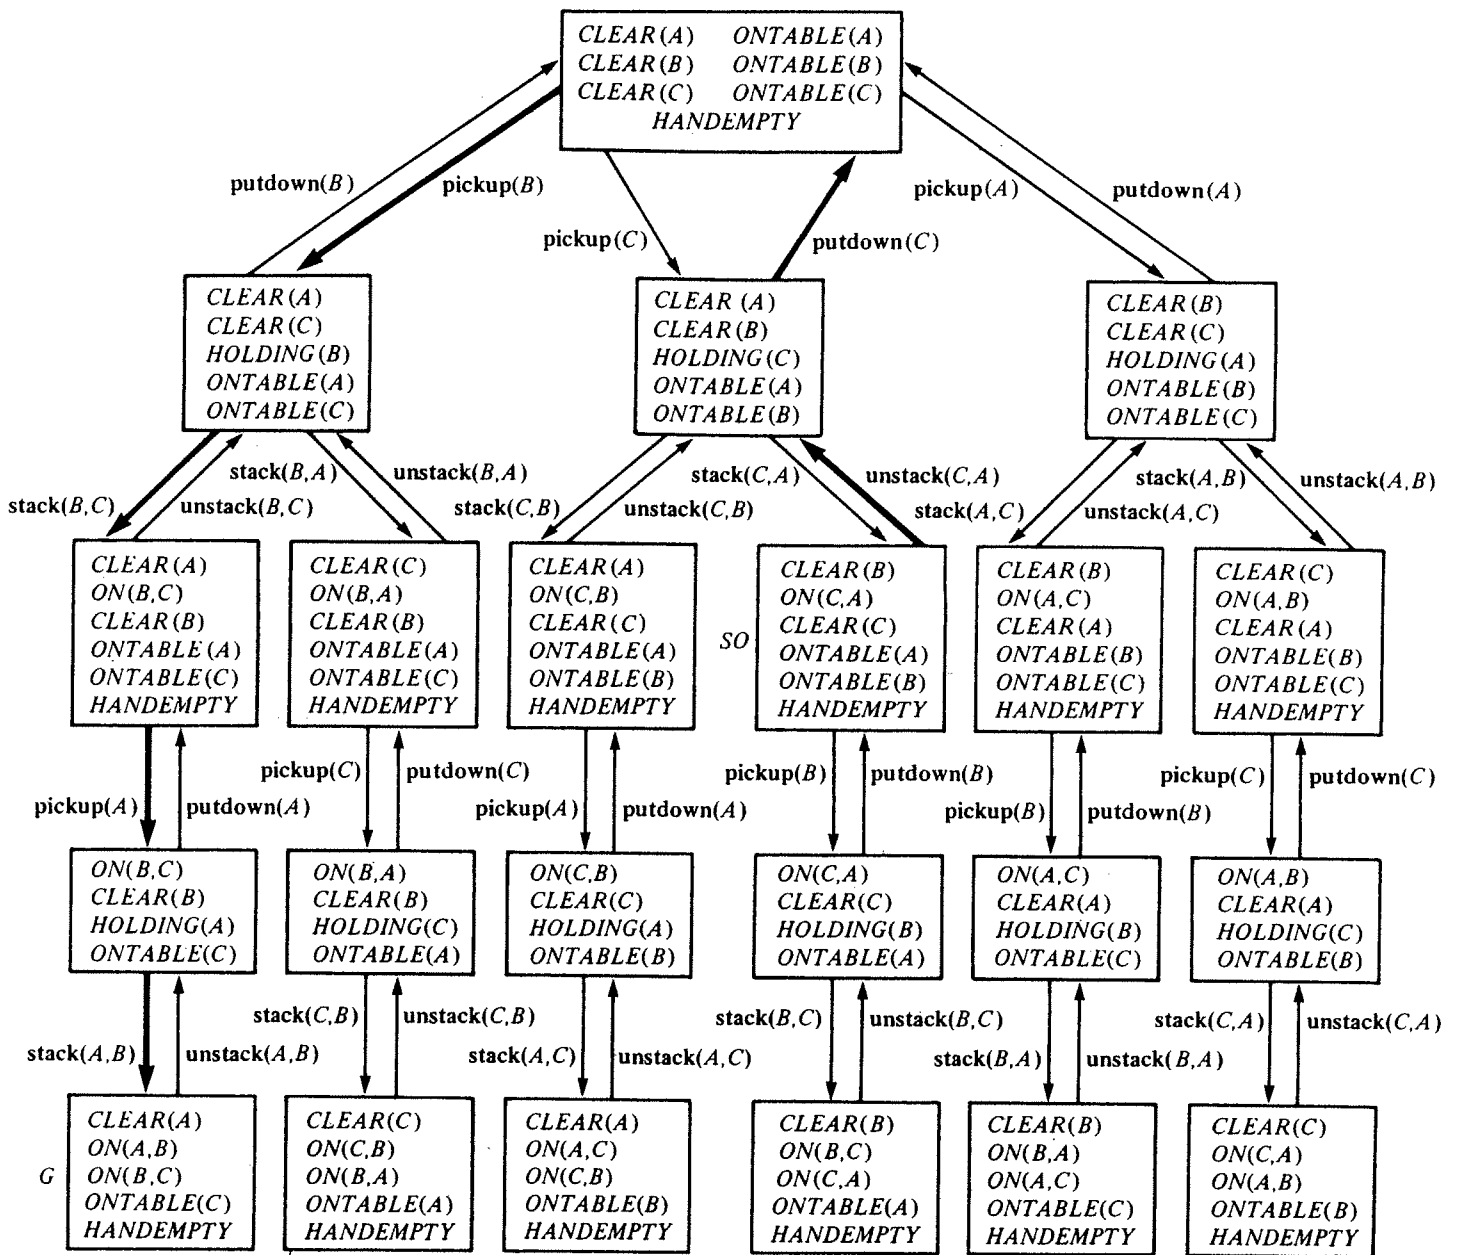 CLEAR(A) ONTABLE(A)
CLEAR(B) ONTABLE(B)
CLEAR(C) ONTABLE(C)
HANDEMPTY
putdown(B)
pickup(B)
pickup(C)
putdown(C)
pickup(A)
putdown(A)
CLEAR(A)
CLEAR(C)
HOLDING(B)
ONTABLE(A)
ONTABLE(C)
CLEAR (A)
CLEAR(B)
HOLDING(C)
ONTABLE(A)
ONTABLE(B)
CLEAR(B)
CLEAR(C)
HOLDING(A)
ONTABLE(B)
ONTABLE(C)
stack(B,C)
unstack(B,C)
stack(B,A)
unstack(B,A)
stack(C,B)
unstack(C,B)
stack(C,A)
unstack(C,A)
stack(A,C)
unstack(A,C)
stack(A,B)
unstack(A,B)
CLEAR(A)
ON(B,C)
CLEAR(B)
ONTABLE(A)
ONTABLE(C)
HANDEMPTY
CLEAR(C)
ON(B,A)
CLEAR(B)
ONTABLE(A)
ONTABLE(C)
HANDEMPTY
CLEAR(A)
ON(C,B)
CLEAR(C)
ONTABLE(A)
ONTABLE(B)
HANDEMPTY
SO
CLEAR(B)
ON(C,A)
CLEAR(C)
ONTABLE(A)
ONTABLE(B)
HANDEMPTY
CLEAR(B)
ON(A,C)
CLEAR(A)
ONTABLE(B)
ONTABLE(C)
HANDEMPTY
CLEAR(C)
ON(A,B)
CLEAR(A)
ONTABLE(B)
ONTABLE(C)
HANDEMPTY
pickup(A)
putdown(A)
pickup(C)
putdown(C)
pickup(A)
putdown(A)
pickup(B)
putdown(B)
pickup(B)
putdown(B)
pickup(C)
putdown(C)
ON(B,C)
CLEAR(B)
HOLDING(A)
ONTABLE(C)
ON(B,A)
CLEAR(B)
HOLDING(C)
ONTABLE(A)
ON(C,B)
CLEAR(C)
HOLDING(A)
ONTABLE(B)
ON(C,A)
CLEAR(C)
HOLDING(B)
ONTABLE(A)
ON(A,C)
CLEAR(A)
HOLDING(B)
ONTABLE(C)
ON(A,B)
CLEAR(A)
HOLDING(C)
ONTABLE(B)
stack(A,B)
unstack(A,B)
stack(C,B)
unstack(C,B)
stack(A,C)
unstack(A,C)
stack(B,C)
unstack(B,C)
stack(B,A)
unstack(B,A)
stack(C,A)
unstack(C,A)
G
CLEAR(A)
ON(A,B)
ON(B,C)
ONTABLE(C)
HANDEMPTY
CLEAR(C)
ON(C,B)
ON(B,A)
ONTABLE(A)
HANDEMPTY
CLEAR(A)
ON(A,C)
ON(C,B)
ONTABLE(B)
HANDEMPTY
CLEAR(B)
ON(B,C)
ON(C,A)
ONTABLE(A)
HANDEMPTY
CLEAR(B)
ON(B,A)
ON(A,C)
ONTABLE(C)
HANDEMPTY
CLEAR(C)
ON(C,A)
ON(A,B)
ONTABLE(B)
HANDEMPTY